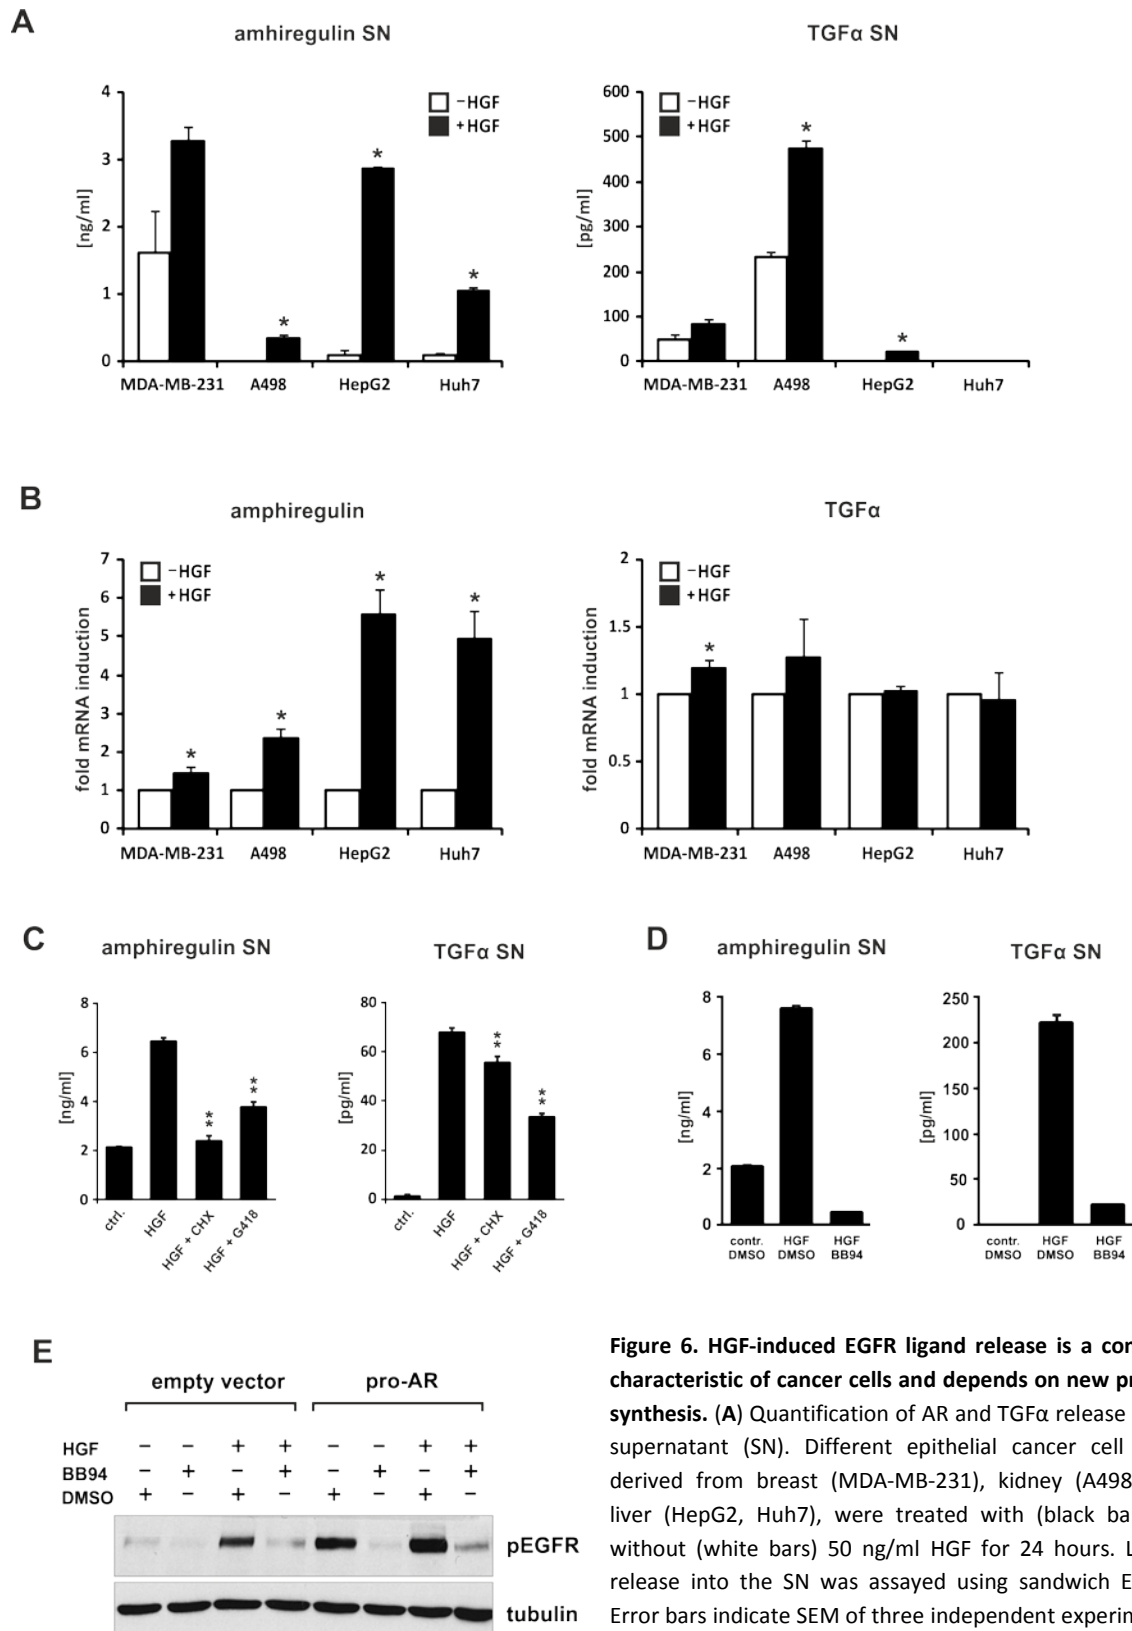 A
amhiregulin SN
TGFα SN
[ng/ml]
4
3
2
1
0
−HGF
+HGF
*
*
*
MDA-MB-231 A498 HepG2 Huh7
[pg/ml]
600
500
400
300
200
100
0
−HGF
+HGF
*
*
MDA-MB-231 A498 HepG2 Huh7
B
amphiregulin
TGFα
fold mRNA induction
7
6
5
4
3
2
1
0
−HGF
+HGF
*
*
*
*
MDA-MB-231 A498 HepG2 Huh7
fold mRNA induction
2
1.5
1
0.5
0
−HGF
+HGF
*
MDA-MB-231 A498 HepG2 Huh7
C
amphiregulin SN
TGFα SN
[ng/ml]
8
6
4
2
0
**
**
ctrl. HGF HGF + CHX HGF + G418
[pg/ml]
80
60
40
20
0
**
**
ctrl. HGF HGF + CHX HGF + G418
D
amphiregulin SN
TGFα SN
[ng/ml]
8
6
4
2
0
contr. HGF HGF
DMSO DMSO BB94
[pg/ml]
250
200
150
100
50
0
contr. HGF HGF
DMSO DMSO BB94
E
empty vector pro-AR
HGF − − + + − − + +
BB94 − + − + − + − +
DMSO + − + − + − + −
pEGFR
tubulin
Figure 6. HGF-induced EGFR ligand release is a con
characteristic of cancer cells and depends on new pr
synthesis. (A) Quantification of AR and TGFα release
supernatant (SN). Different epithelial cancer cell
derived from breast (MDA-MB-231), kidney (A498
liver (HepG2, Huh7), were treated with (black ba
without (white bars) 50 ng/ml HGF for 24 hours. L
release into the SN was assayed using sandwich E
Error bars indicate SEM of three independent experin